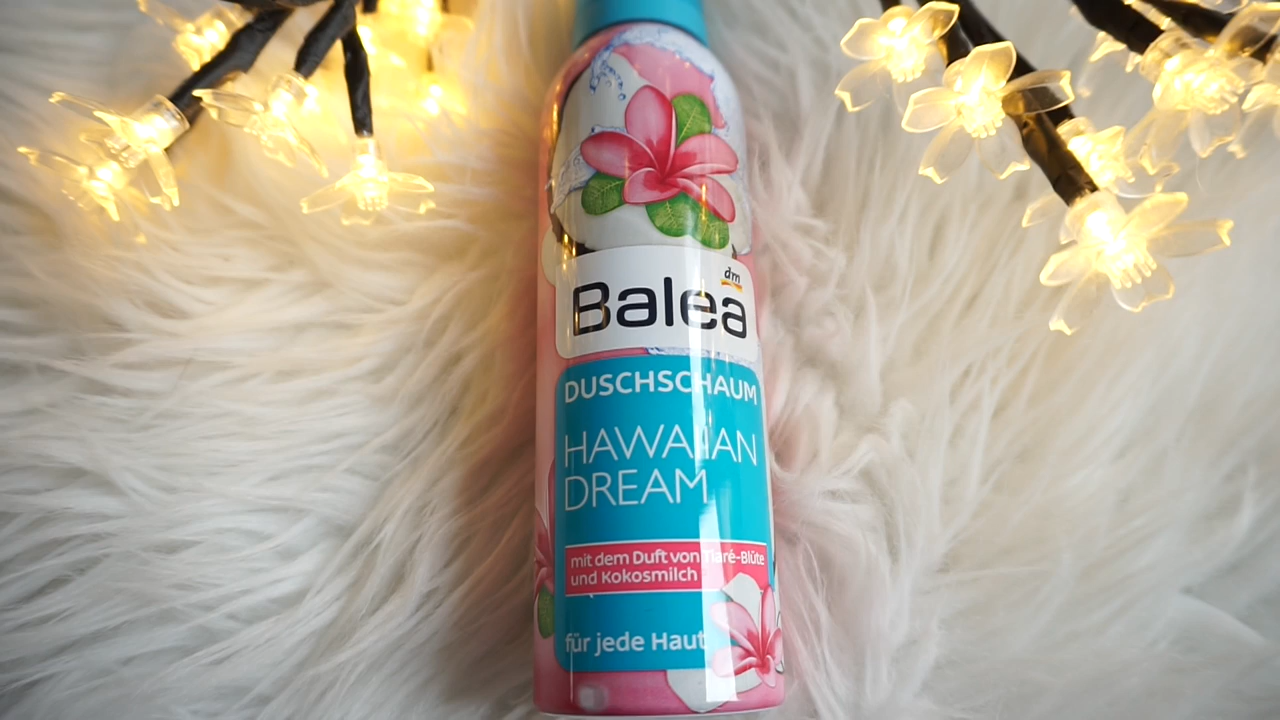 dm
Balea
DUSCHSCHAUM
HAWAIIAN
DREAM
mit dem Duft von Tiaré-Blüte
und Kokosmilch
für jede Haut